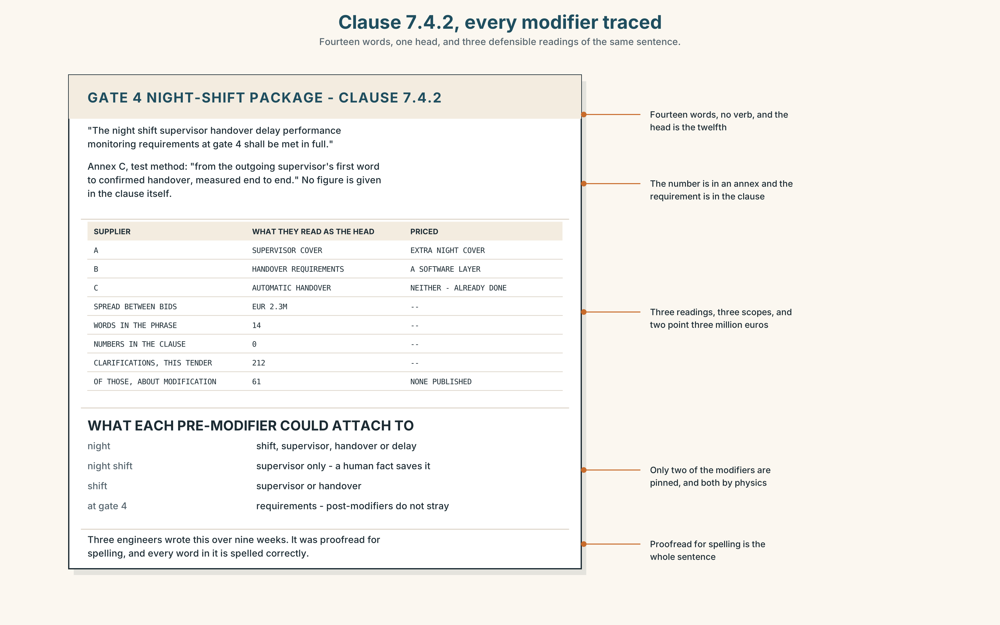 Clause 7.4.2, every modifier traced
Fourteen words, one head, and three defensible readings of the same sentence.
GATE 4 NIGHT-SHIFT PACKAGE - CLAUSE 7.4.2
"The night shift supervisor handover delay performance
monitoring requirements at gate 4 shall be met in full."
Annex C, test method: "from the outgoing supervisor's first word
to confirmed handover, measured end to end." No figure is given
in the clause itself.
SUPPLIER WHAT THEY READ AS THE HEAD PRICED
A SUPERVISOR COVER EXTRA NIGHT COVER
B HANDOVER REQUIREMENTS A SOFTWARE LAYER
C AUTOMATIC HANDOVER NEITHER - ALREADY DONE
SPREAD BETWEEN BIDS EUR 2.3M --
WORDS IN THE PHRASE 14 --
NUMBERS IN THE CLAUSE 0 --
CLARIFICATIONS, THIS TENDER 212 --
OF THOSE, ABOUT MODIFICATION 61 NONE PUBLISHED
WHAT EACH PRE-MODIFIER COULD ATTACH TO
night shift, supervisor, handover or delay
night shift supervisor only - a human fact saves it
shift supervisor or handover
at gate 4 requirements - post-modifiers do not stray
Three engineers wrote this over nine weeks. It was proofread for
spelling, and every word in it is spelled correctly.
Fourteen words, no verb, and the
head is the twelfth
The number is in an annex and the
requirement is in the clause
Three readings, three scopes, and
two point three million euros
Only two of the modifiers are
pinned, and both by physics
Proofread for spelling is the
whole sentence